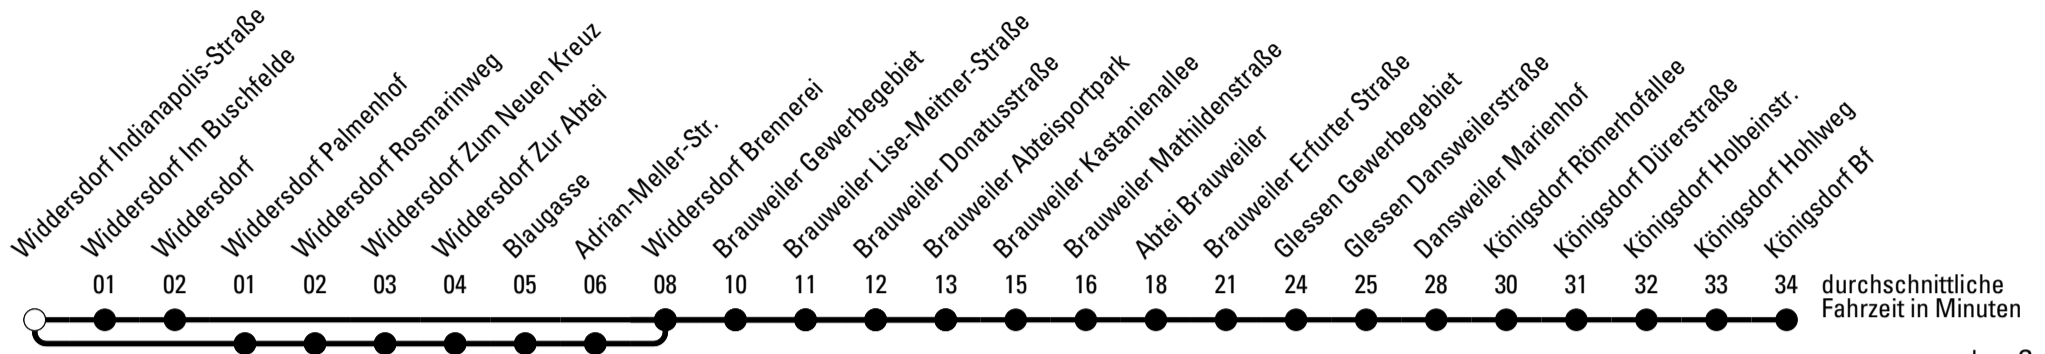 Widdersdorf Indianapolis-Straße
Widdersdorf Im Buschfelde
Widdersdorf
Widdersdorf Palmenhof
Widdersdorf Rosmarinweg
Widdersdorf Zum Neuen Kreuz
Widdersdorf Zur Abtei
Blaugasse
Adrian-Meller-Str.
Widdersdorf Brennerei
Brauweiler Gewerbegebiet
Brauweiler Lise-Meitner-Straße
Brauweiler Donatusstraße
Brauweiler Abteisportpark
Brauweiler Kastanienallee
Brauweiler Mathildenstraße
Abtei Brauweiler
Brauweiler Erfurter Straße
Glessen Gewerbegebiet
Glessen Dansweilerstraße
Dansweiler Marienhof
Königsdorf Römerhofallee
Königsdorf Dürerstraße
Königsdorf Holbeinstr.
Königsdorf Hohlweg
Königsdorf Bf
01 02 01 02 03 04 05 06 08 10 11 12 13 15 16 18 21 24 25 28 30 31 32 33 34 durchschnittliche
Fahrzeit in Minuten